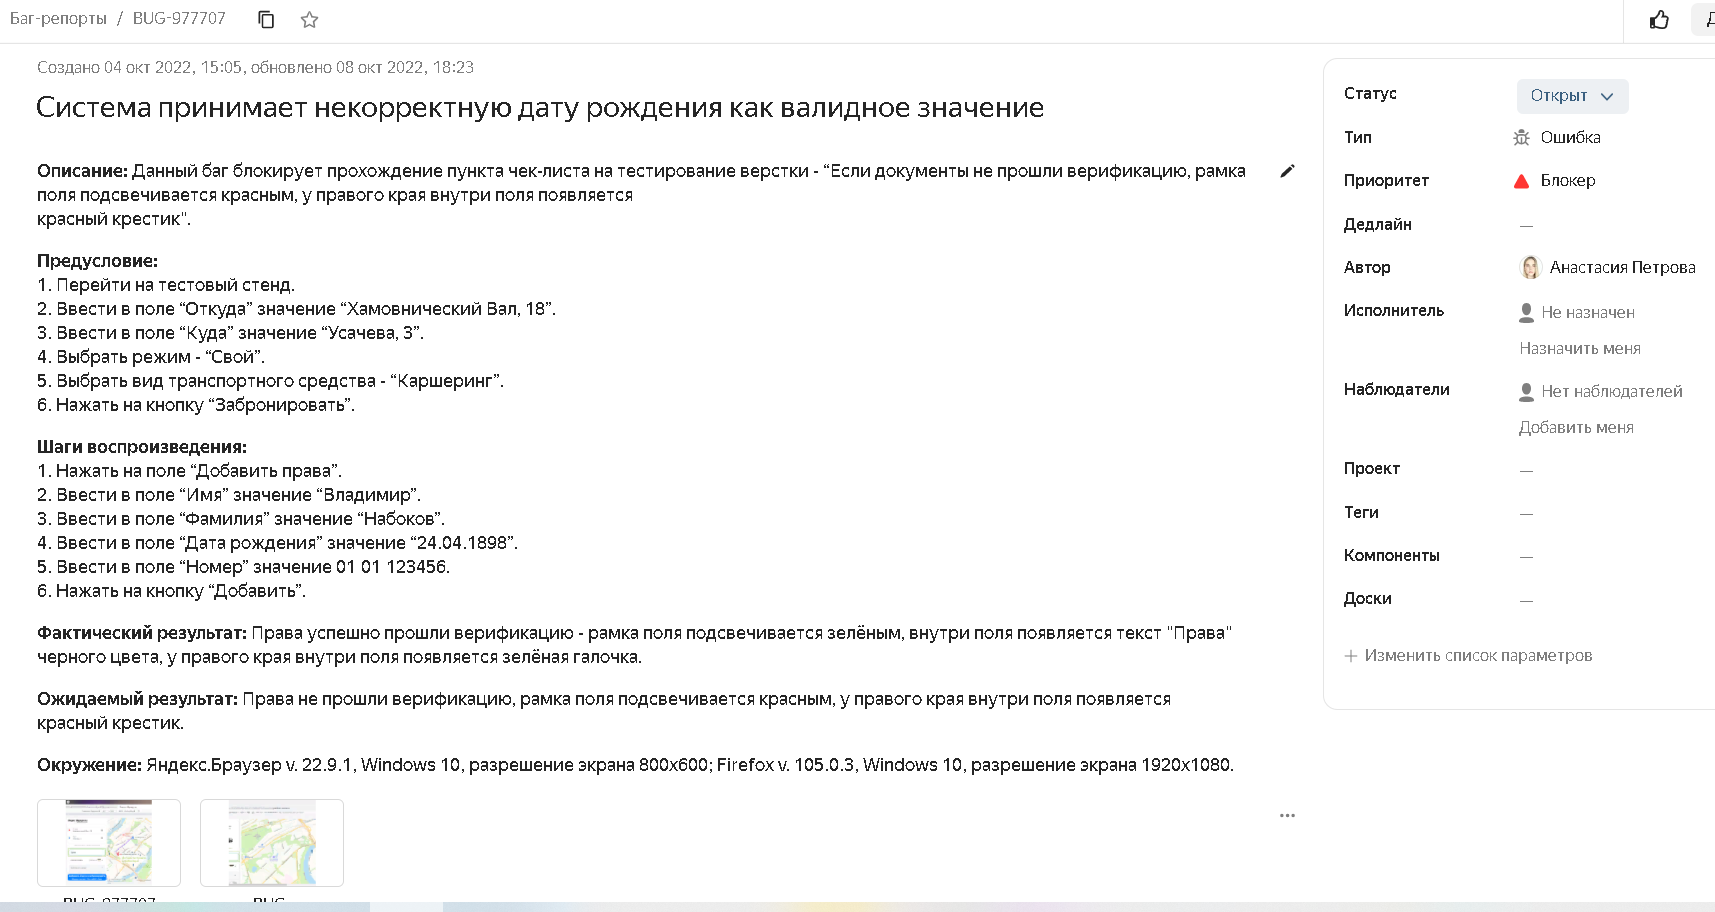 Баг-репорты / BUG-977707
Создано 04 окт 2022, 15:05, обновлено 08 окт 2022, 18:23
Система принимает некорректную дату рождения как валидное значение
Описание: Данный баг блокирует прохождение пункта чек-листа на тестирование верстки - “Если документы не прошли верификацию, рамка
поля подсвечивается красным, у правого края внутри поля появляется
красный крестик".
Предусловие:
1. Перейти на тестовый стенд.
2. Ввести в поле “Откуда” значение “Хамовнический Вал, 18”.
3. Ввести в поле “Куда” значение “Усачева, 3”.
4. Выбрать режим - “Свой”.
5. Выбрать вид транспортного средства - “Каршеринг”.
6. Нажать на кнопку “Забронировать”.
Шаги воспроизведения:
1. Нажать на поле “Добавить права”.
2. Ввести в поле “Имя” значение “Владимир”.
3. Ввести в поле “Фамилия” значение “Набоков”.
4. Ввести в поле “Дата рождения” значение “24.04.1898”.
5. Ввести в поле “Номер” значение 01 01 123456.
6. Нажать на кнопку “Добавить”.
Фактический результат: Права успешно прошли верификацию - рамка поля подсвечивается зелёным, внутри поля появляется текст "Права"
черного цвета, у правого края внутри поля появляется зелёная галочка.
Ожидаемый результат: Права не прошли верификацию, рамка поля подсвечивается красным, у правого края внутри поля появляется
красный крестик.
Окружение: Яндекс.Браузер v. 22.9.1, Windows 10, разрешение экрана 800x600; Firefox v. 105.0.3, Windows 10, разрешение экрана 1920x1080.
BUG-977707
BUG-
Статус Открыт
Тип Ошибка
Приоритет Блокер
Дедлайн —
Автор Анастасия Петрова
Исполнитель Не назначен
Назначить меня
Наблюдатели Нет наблюдателей
Добавить меня
Проект —
Теги —
Компоненты —
Доски —
+ Изменить список параметров